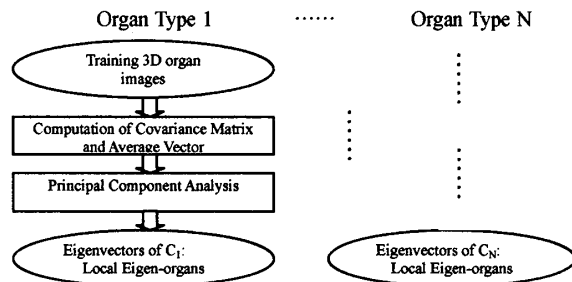 Organ Type 1 ...... Organ Type N
Training 3D organ
images
Computation of Covariance Matrix
and Average Vector
Principal Component Analysis
Eigenvectors of C₁:
Local Eigen-organs
Eigenvectors of Cɴ:
Local Eigen-organs